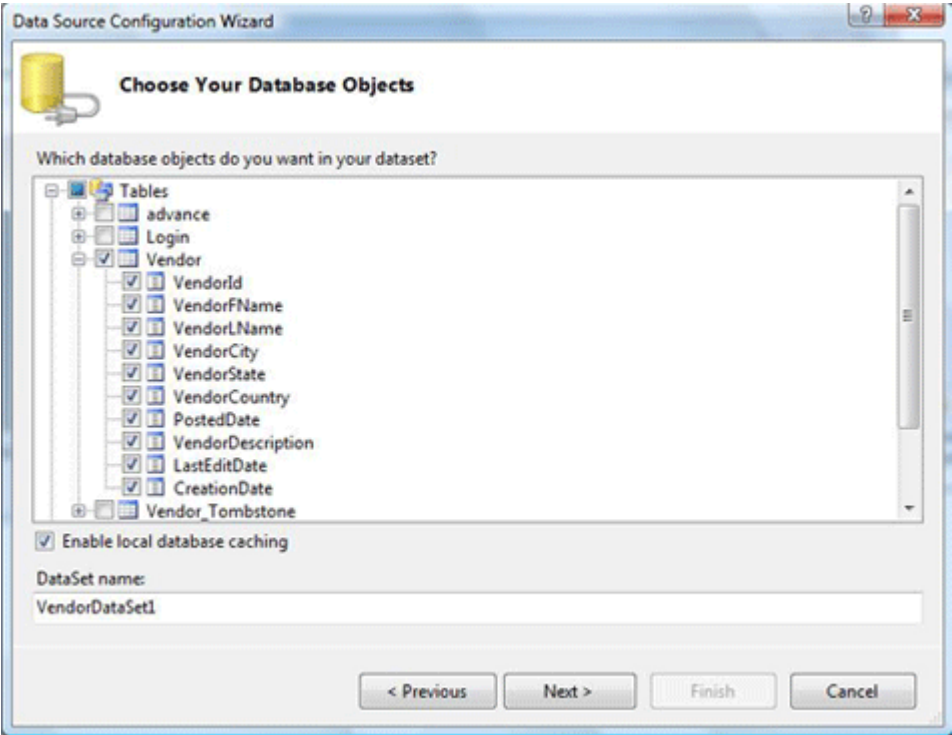 Data Source Configuration Wizard
Choose Your Database Objects
Which database objects do you want in your dataset?
Tables
advance
Login
Vendor
VendorId
VendorFName
VendorLName
VendorCity
VendorState
VendorCountry
PostedDate
VendorDescription
LastEditDate
CreationDate
Vendor_Tombstone
Enable local database caching
DataSet name:
VendorDataSet1
< Previous Next > Finish Cancel